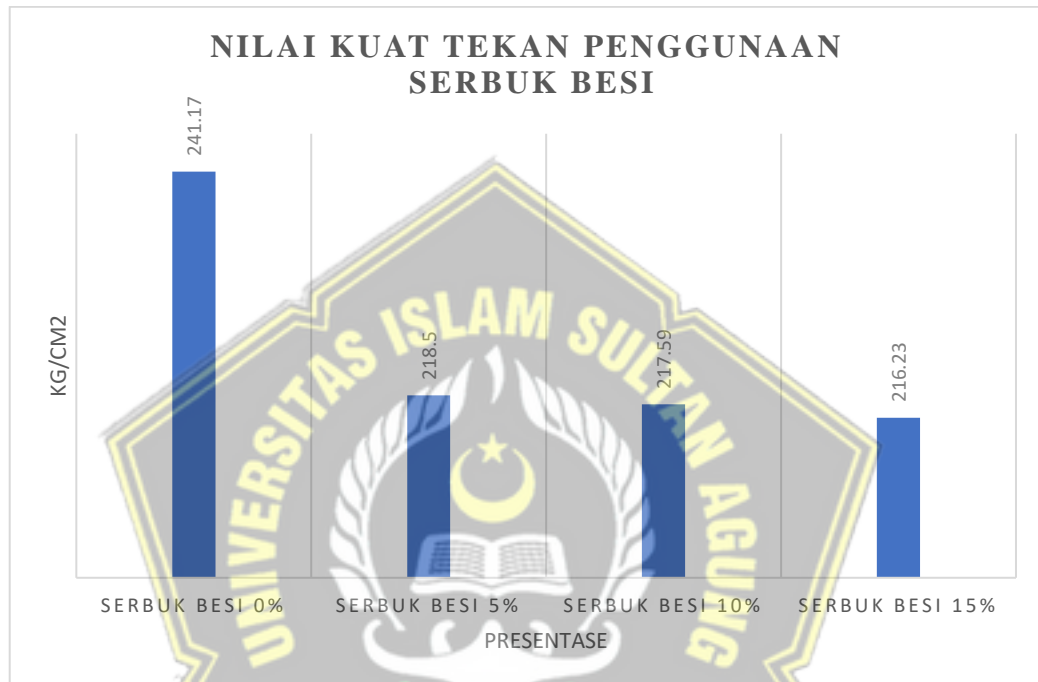 NILAI KUAT TEKAN PENGGUNAAN
SERBUK BESI
241.17
218.5
217.59
216.23
KG/CM2
SERBUK BESI 0%
SERBUK BESI 5%
SERBUK BESI 10%
SERBUK BESI 15%
PRESENTASE
UNIVERSITAS ISLAM SULTAN AGUNG